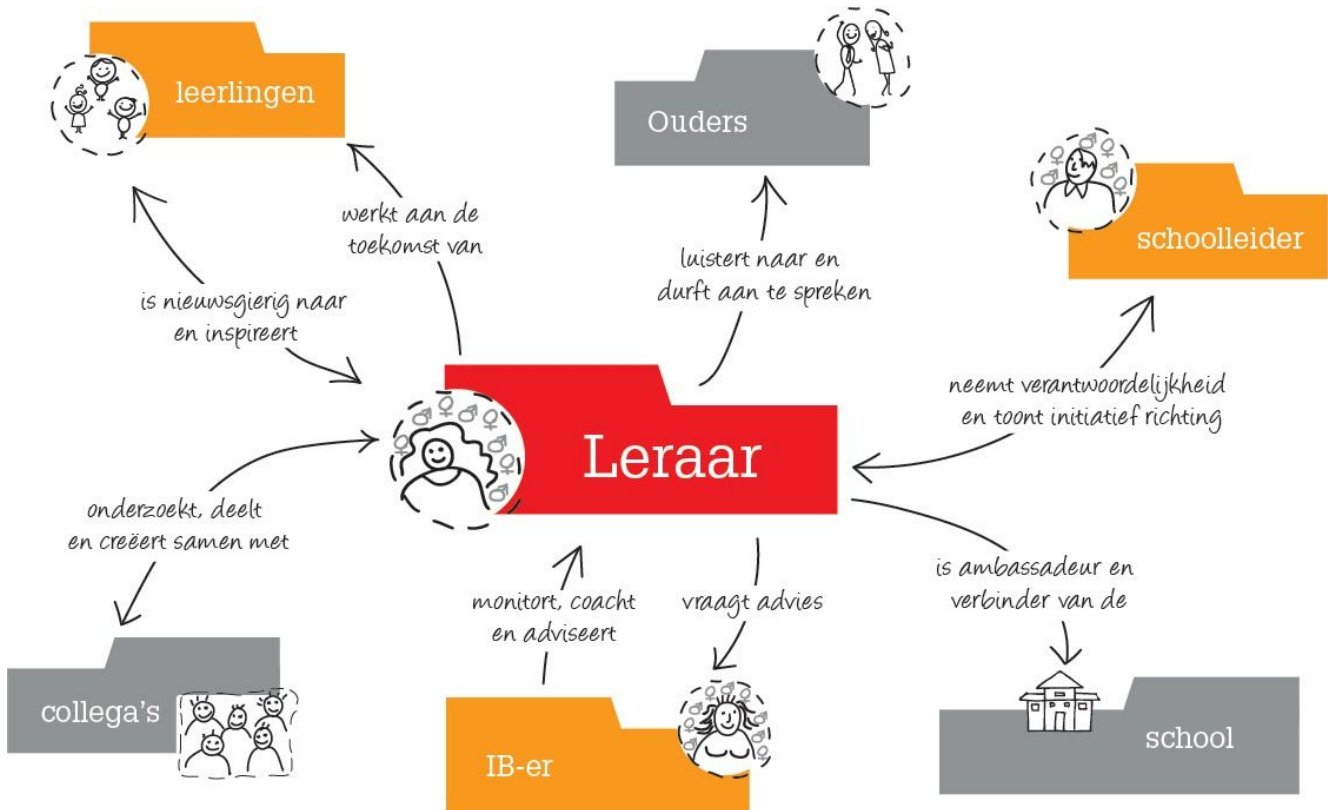 leerlingen
Ouders
schoolleider
werkt aan de
toekomst van
luistert naar en
durft aan te spreken
is nieuwsgierig naar
en inspireert
neemt verantwoordelijkheid
en toont initiatief richting
Leraar
onderzoekt, deelt
en creëert samen met
monitort, coacht
en adviseert
vraagt advies
is ambassadeur en
verbinder van de
collega's
IB-er
school